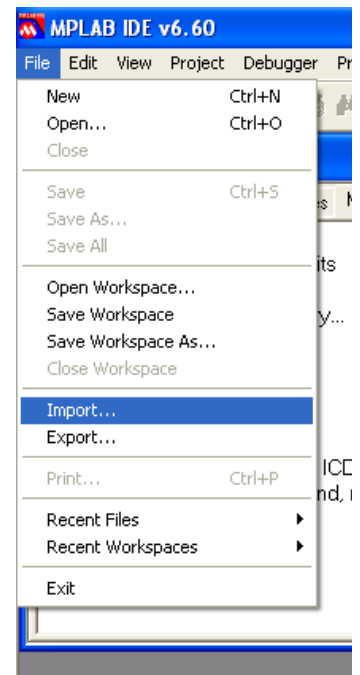 MPLAB IDE v6.60
File Edit View Project Debugger
New Ctrl+N
Open... Ctrl+O
Close
Save Ctrl+S
Save As...
Save All
its
Open Workspace...
Save Workspace
y...
Save Workspace As...
Close Workspace
Import...
Export...
ICD
Print... Ctrl+P
nd,
Recent Files
Recent Workspaces
Exit